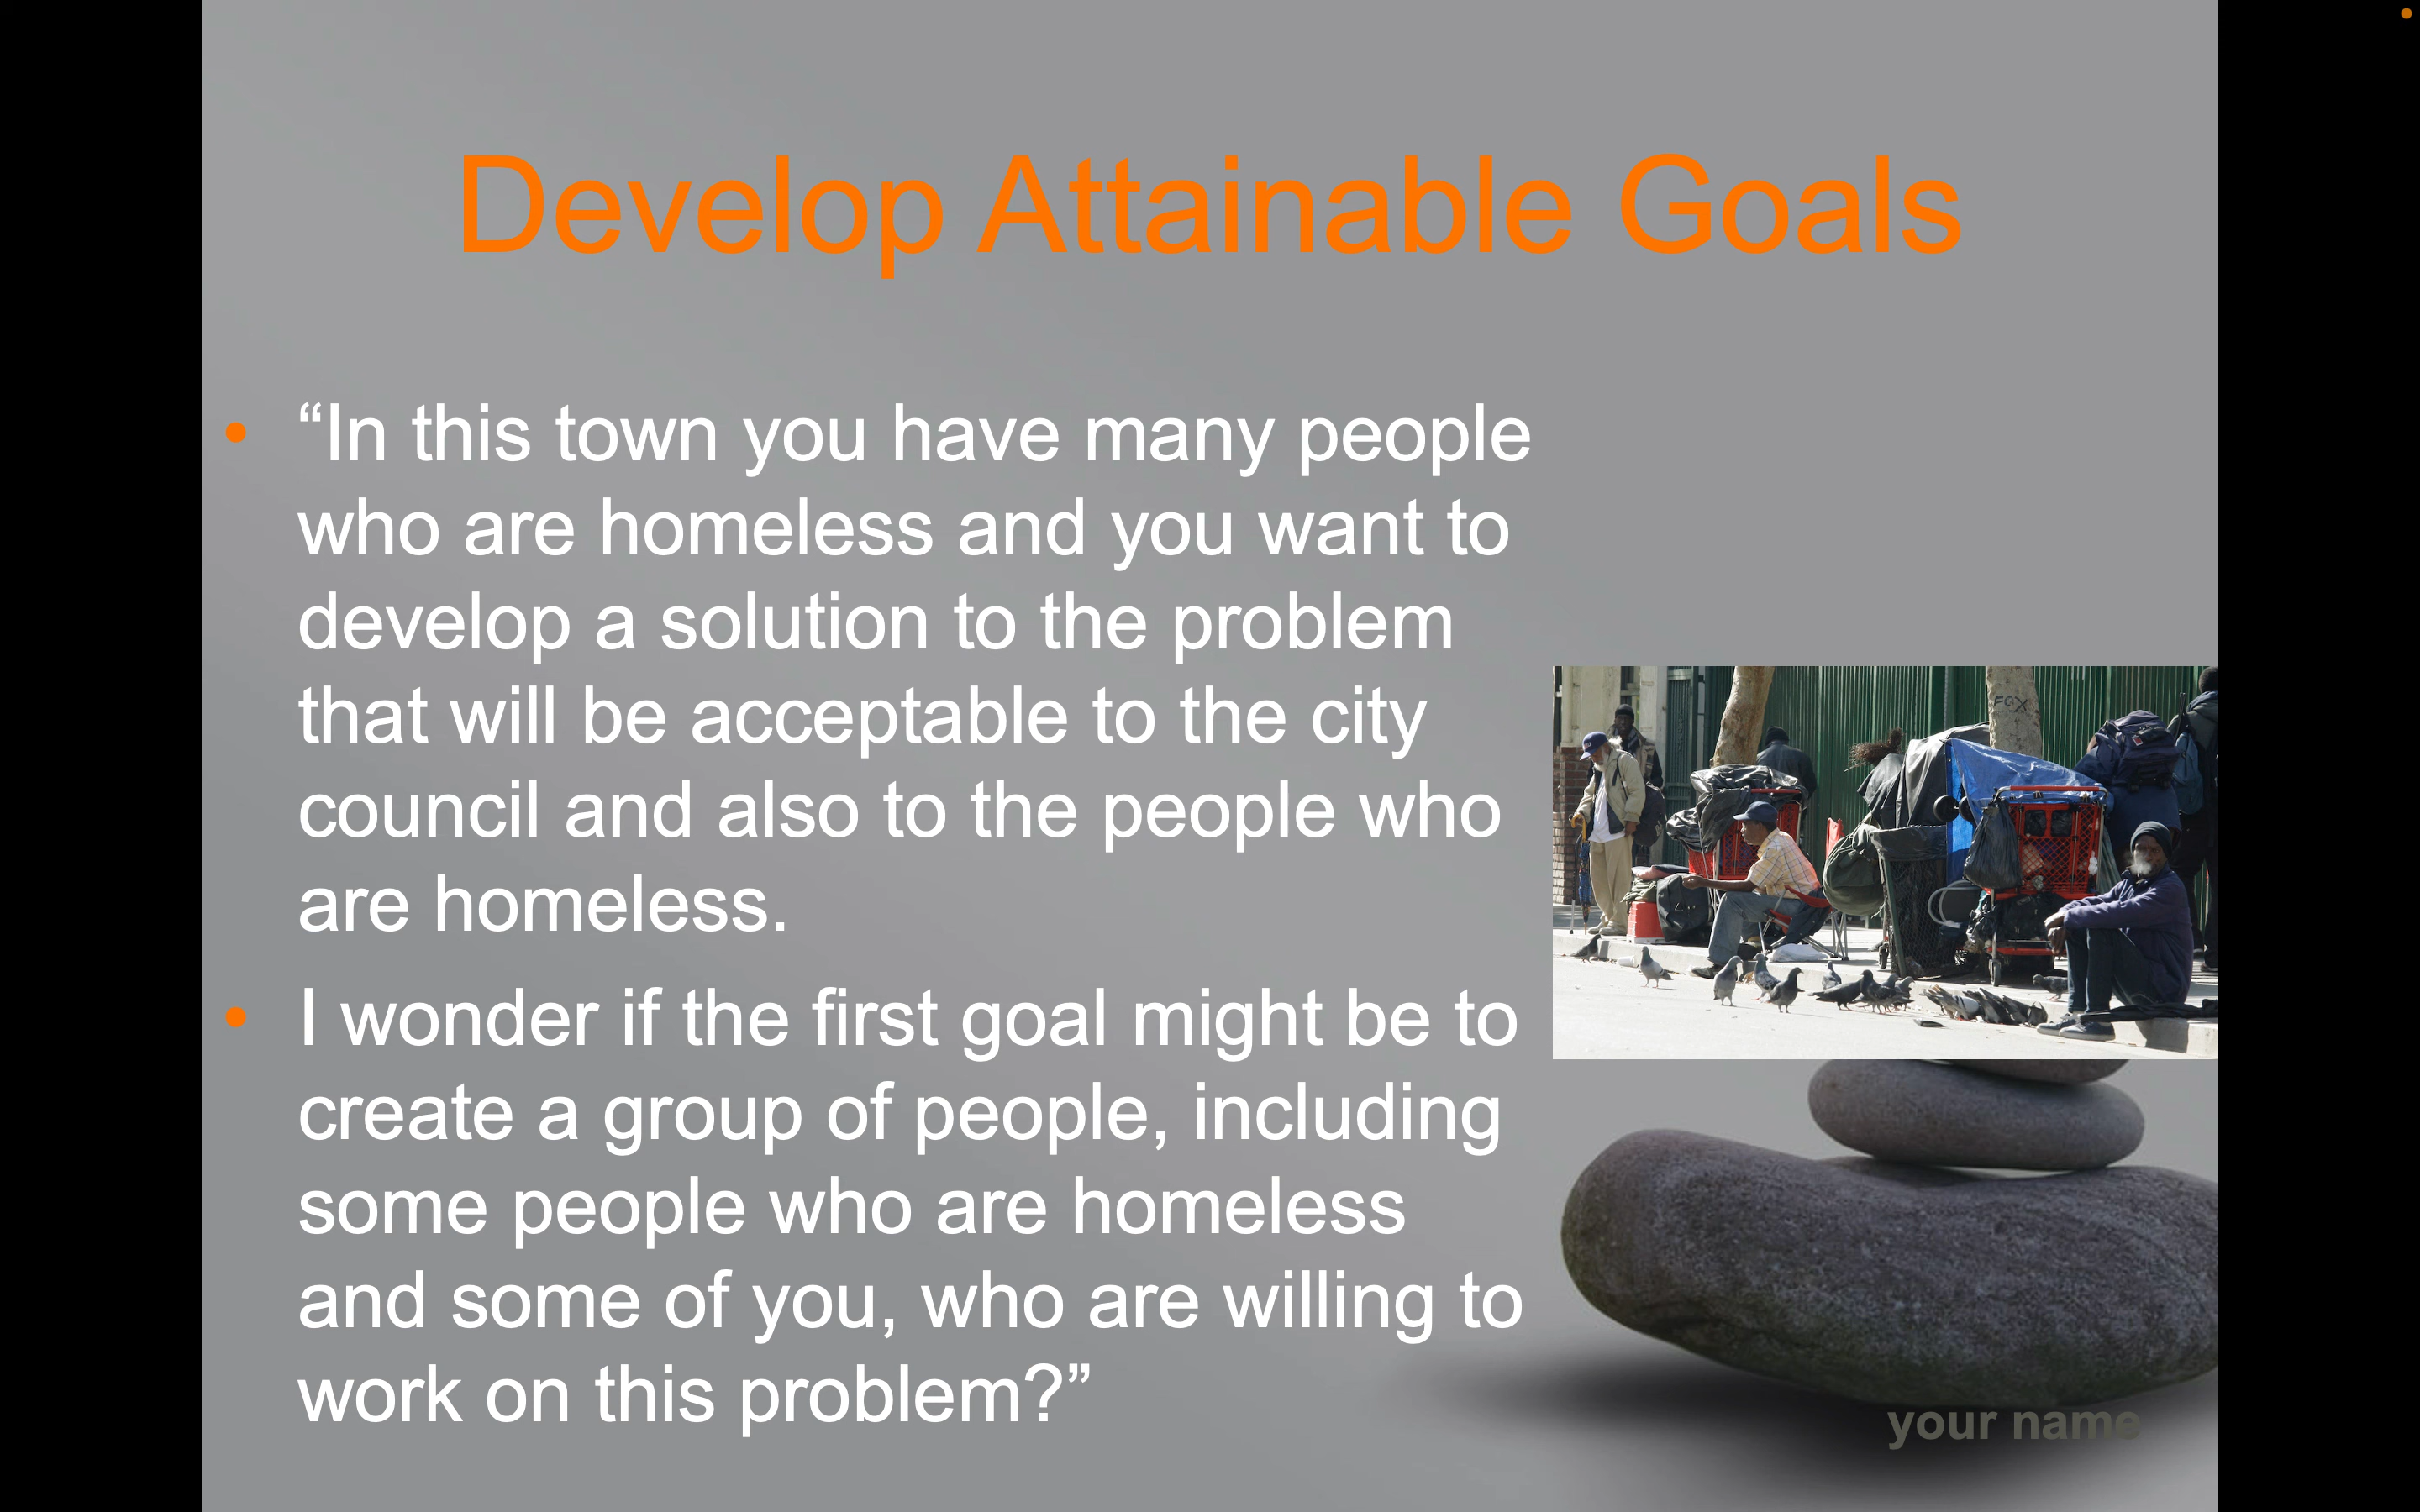 Develop Attainable Goals
• “In this town you have many people
who are homeless and you want to
develop a solution to the problem
that will be acceptable to the city
council and also to the people who
are homeless.
• I wonder if the first goal might be to
create a group of people, including
some people who are homeless
and some of you, who are willing to
work on this problem?”
FOX
your name